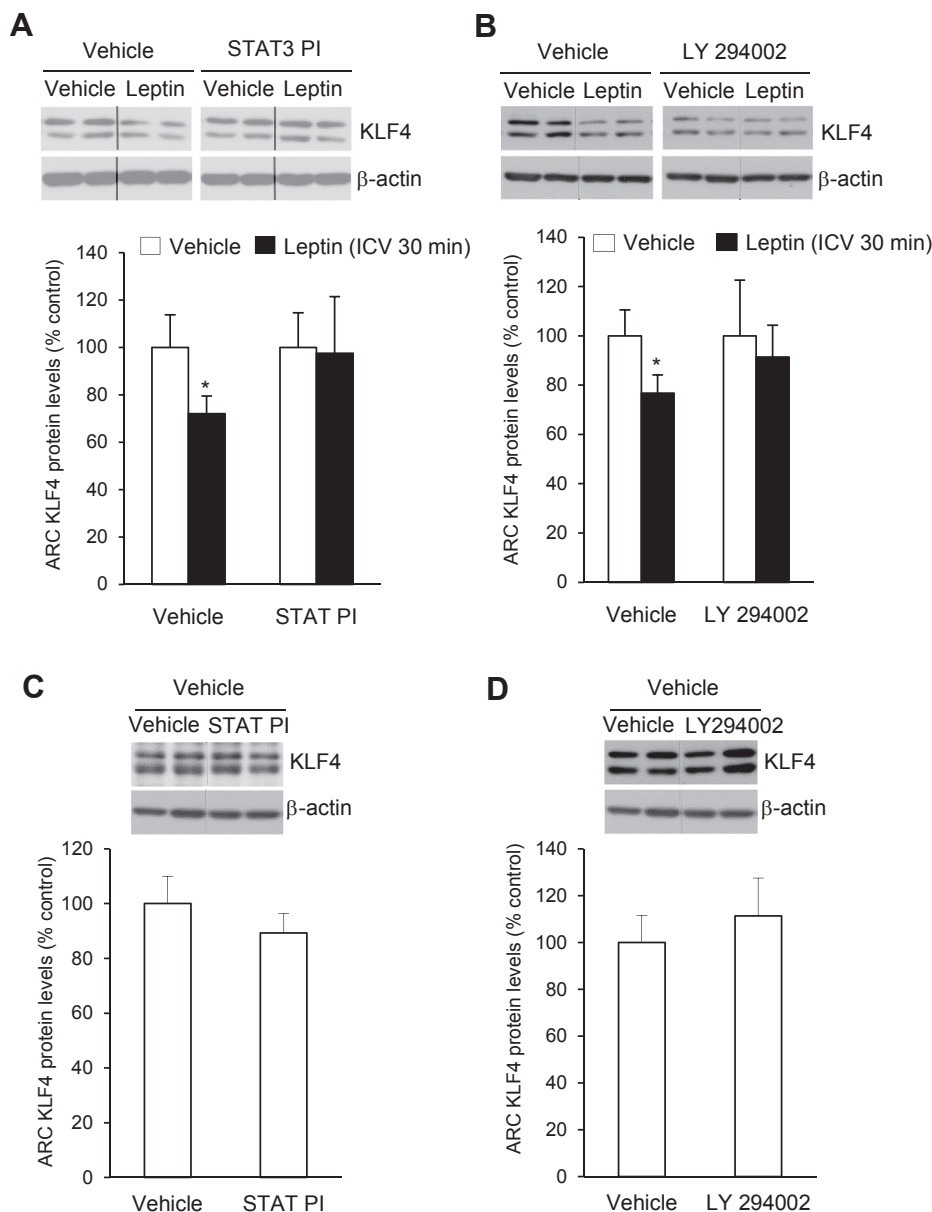 A
Vehicle STAT3 PI
Vehicle Leptin Vehicle Leptin
KLF4
β-actin
Vehicle Leptin (ICV 30 min)
ARC KLF4 protein levels (% control)
140
120
100
80
60
40
20
0
*
Vehicle STAT PI
B
Vehicle LY 294002
Vehicle Leptin Vehicle Leptin
KLF4
β-actin
Vehicle Leptin (ICV 30 min)
ARC KLF4 protein levels (% control)
140
120
100
80
60
40
20
0
*
Vehicle LY 294002
C
Vehicle
Vehicle STAT PI
KLF4
β-actin
ARC KLF4 protein levels (% control)
120
100
80
60
40
20
0
Vehicle STAT PI
D
Vehicle
Vehicle LY294002
KLF4
β-actin
ARC KLF4 protein levels (% control)
140
120
100
80
60
40
20
0
Vehicle LY 294002